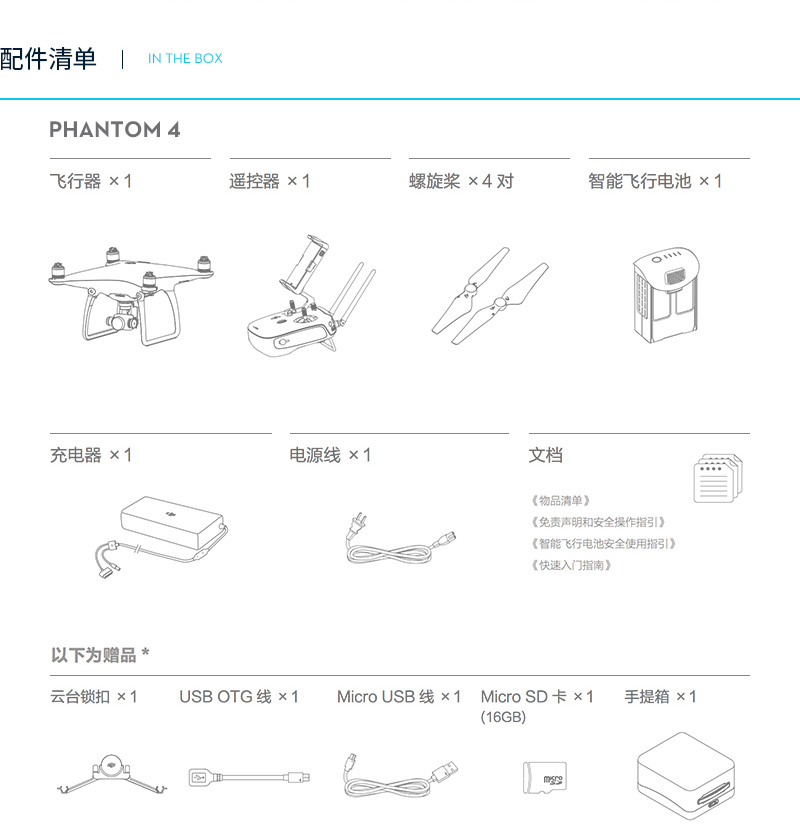 配件清单 | IN THE BOX
PHANTOM 4
飞行器 ×1
遥控器 ×1
螺旋桨 ×4 对
智能飞行电池 ×1
充电器 ×1
电源线 ×1
文档
《物品清单》
《免责声明和安全操作指引》
《智能飞行电池安全使用指引》
《快速入门指南》
以下为赠品 *
云台锁扣 ×1
USB OTG 线 ×1
Micro USB 线 ×1
Micro SD 卡 ×1
(16GB)
手提箱 ×1
micro